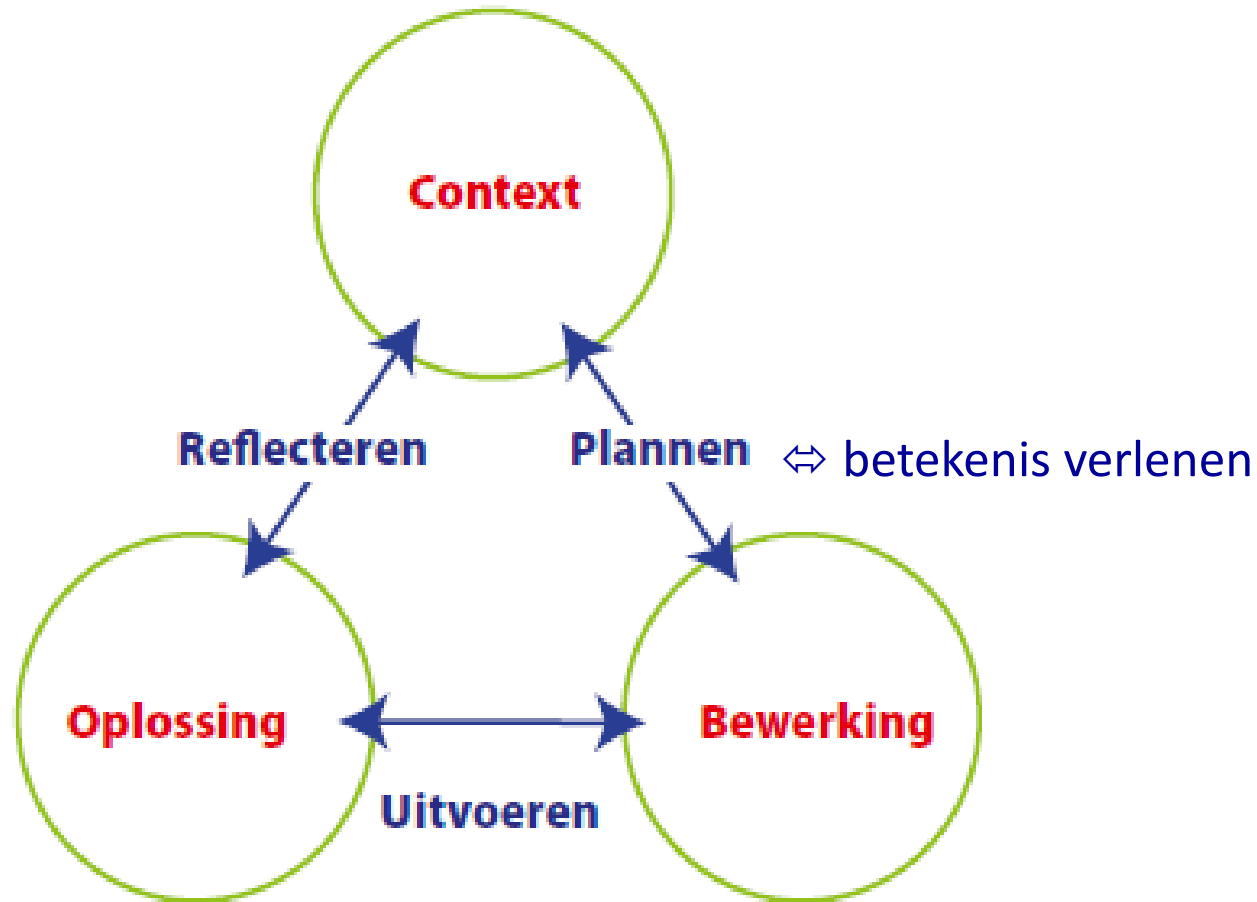 Context
Reflecteren
Plannen ⬄ betekenis verlenen
Oplossing
Bewerking
Uitvoeren